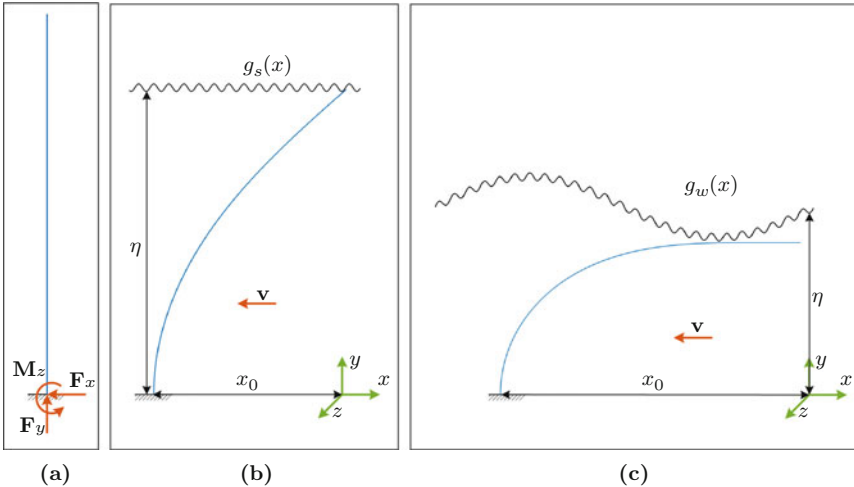 M_z
F_x
F_y
(a)
g_s(x)
η
v
x_0
y
x
z
(b)
g_w(x)
η
v
x_0
y
x
z
(c)